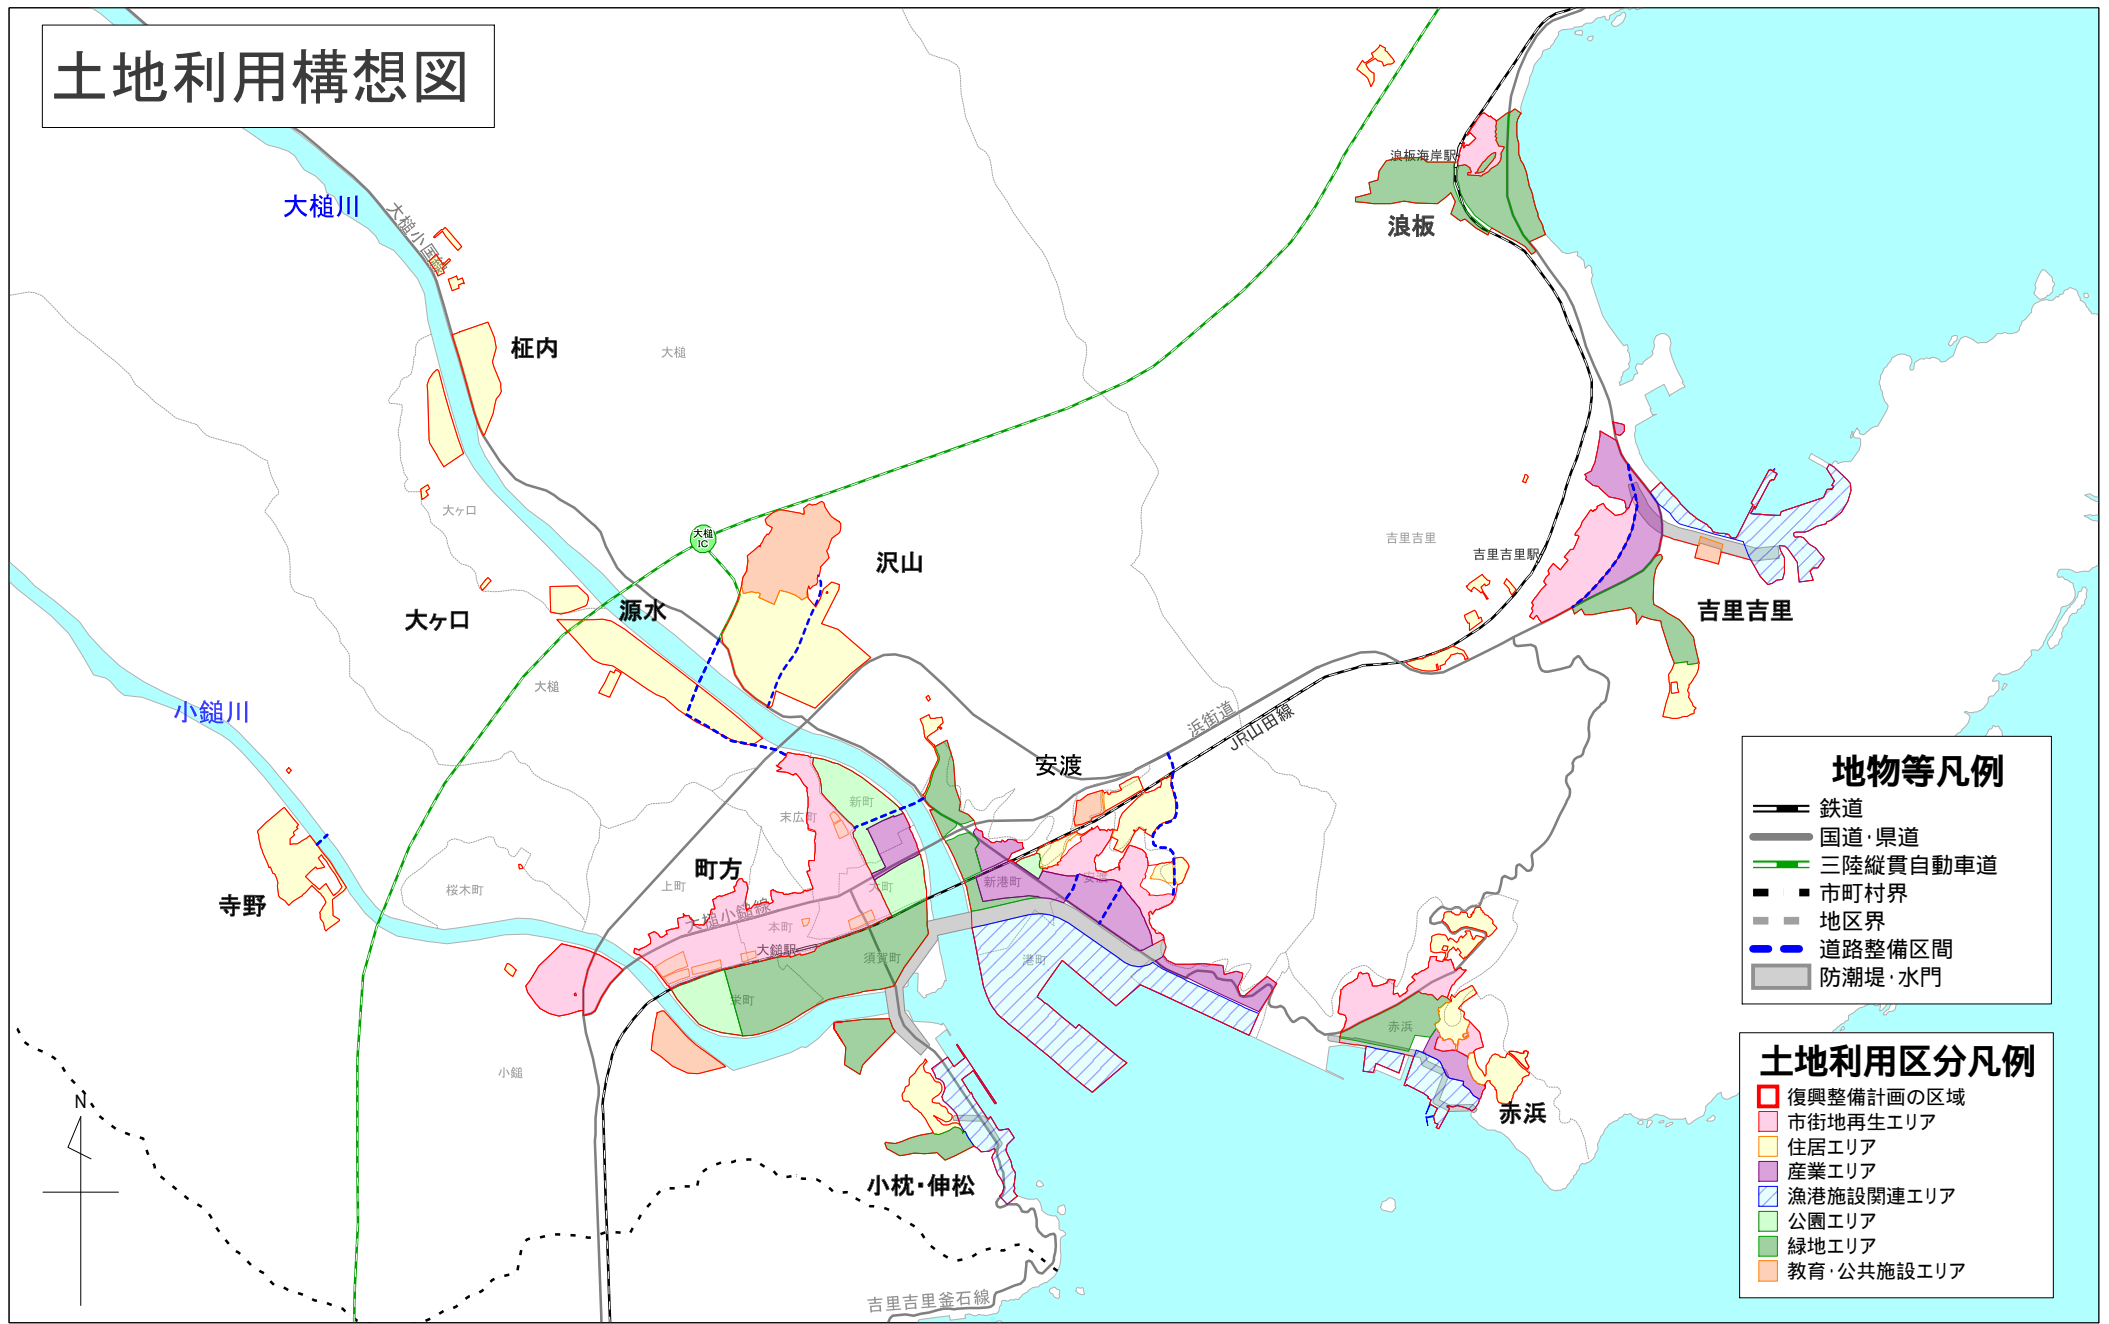 土地利用構想図
大槌川
大槌小国線
浪板海岸駅
浪板
柾内
大槌
大ヶ口
大槌
IC
沢山
吉里吉里
吉里吉里駅
吉里吉里
大ヶ口
源水
大槌
小鎚川
浜街道
JR山田線
安渡
新町
末広町
町方
上町
大町
新港町
安渡
桜木町
寺野
大槌小鎚線
本町
大鎚駅
須賀町
港町
栄町
赤浜
赤浜
小鎚
小枕・伸松
吉里吉里釜石線
N
地物等凡例
鉄道
国道・県道
三陸縦貫自動車道
市町村界
地区界
道路整備区間
防潮堤・水門
土地利用区分凡例
復興整備計画の区域
市街地再生エリア
住居エリア
産業エリア
漁港施設関連エリア
公園エリア
緑地エリア
教育・公共施設エリア